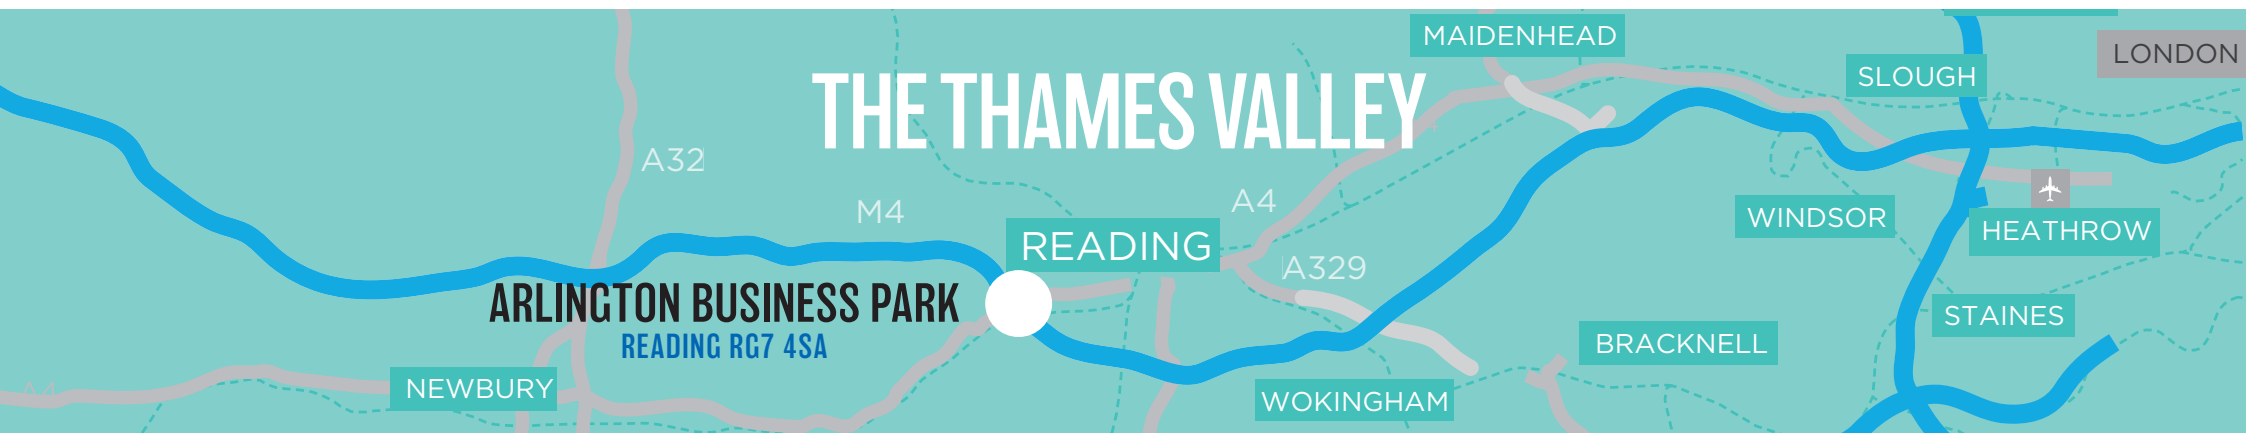 MAIDENHEAD
LONDON
SLOUGH
THE THAMES VALLEY
A32
A4
M4
WINDSOR
HEATHROW
READING
A329
ARLINGTON BUSINESS PARK
READING RG7 4SA
STAINES
BRACKNELL
NEWBURY
A4
WOKINGHAM